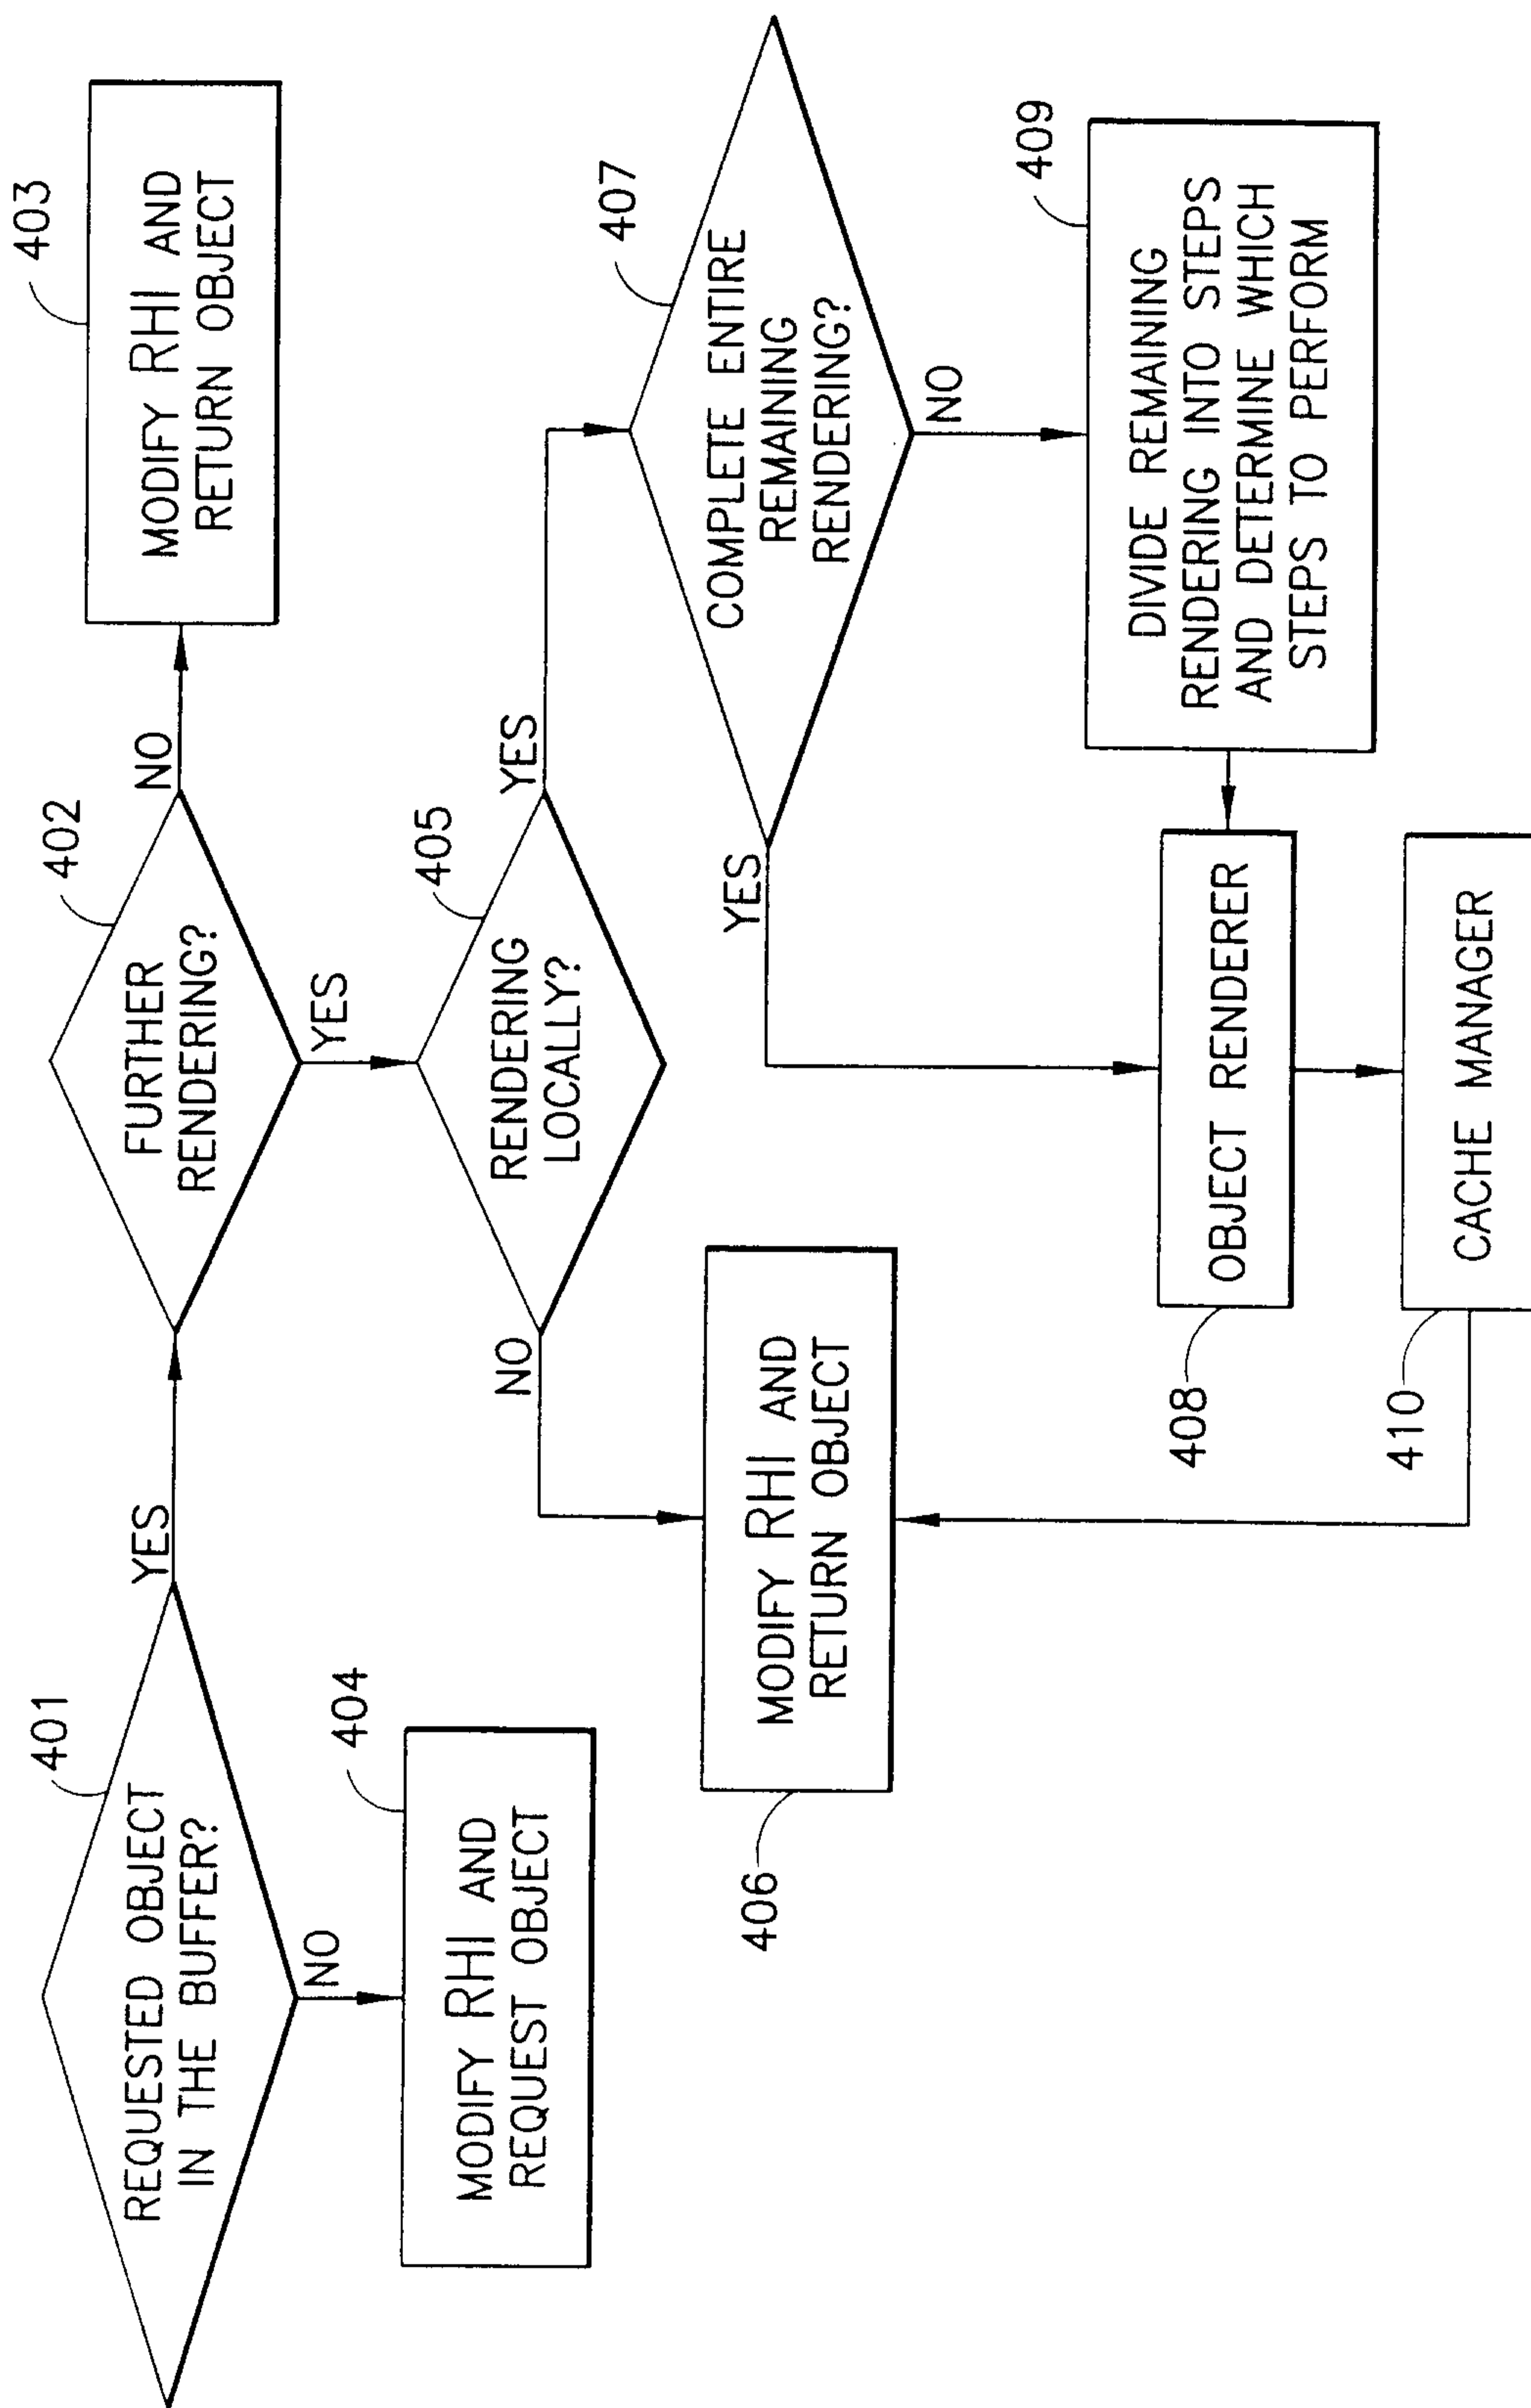 401
REQUESTED OBJECT
IN THE BUFFER?
YES
NO
404
MODIFY RHI AND
REQUEST OBJECT
402
FURTHER
RENDERING?
NO
YES
403
MODIFY RHI AND
RETURN OBJECT
405
RENDERING
LOCALLY?
NO
YES
406
MODIFY RHI AND
RETURN OBJECT
407
COMPLETE ENTIRE
REMAINING
RENDERING?
YES
NO
409
DIVIDE REMAINING
RENDERING INTO STEPS
AND DETERMINE WHICH
STEPS TO PERFORM
408
OBJECT RENDERER
410
CACHE MANAGER